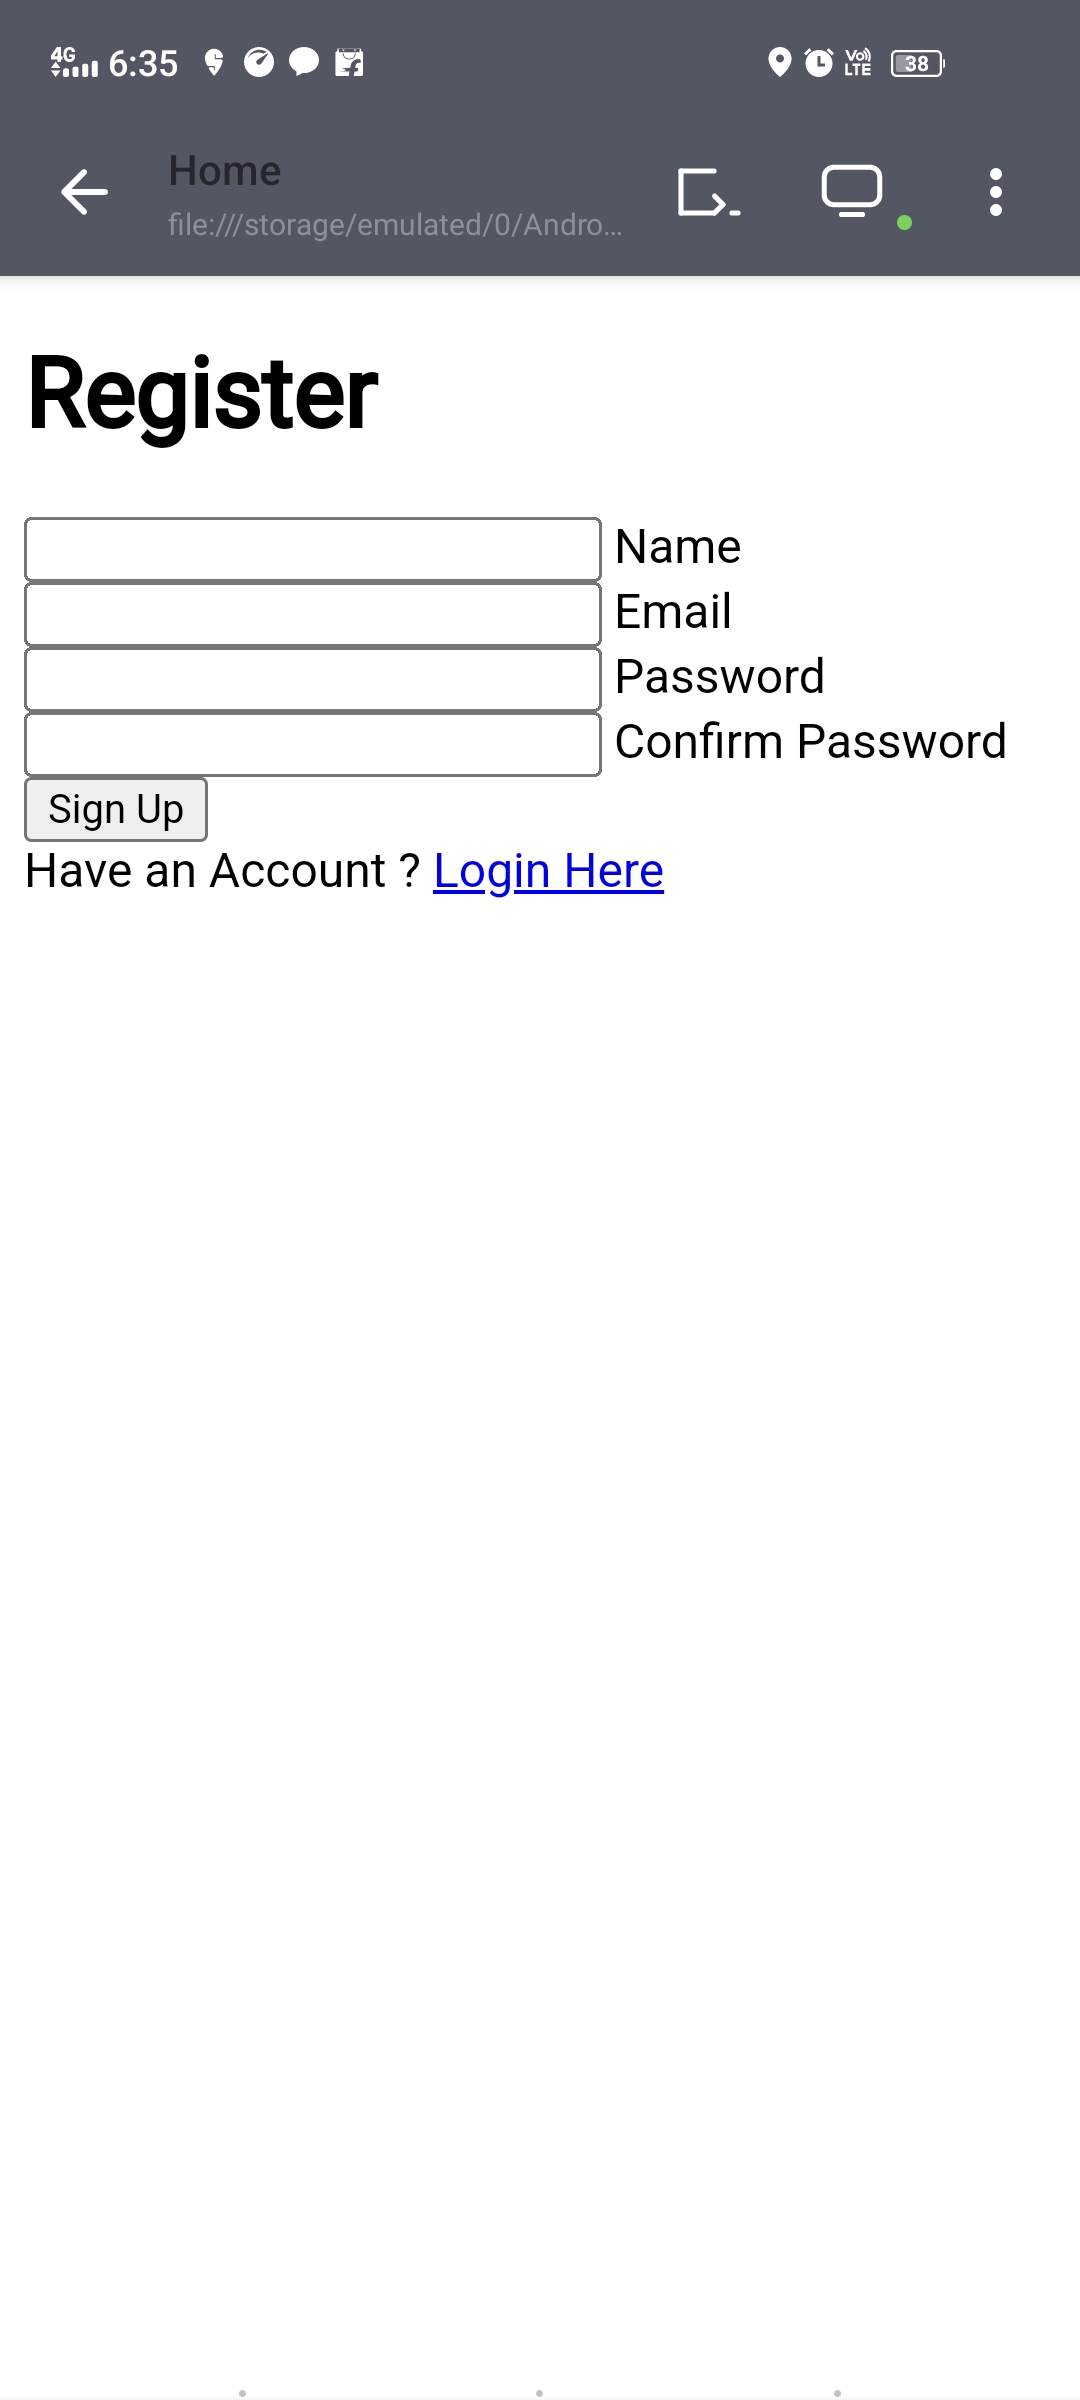 4G 6:35 Vo)) LTE 38
Home
file:///storage/emulated/0/Andro...
Register
Name
Email
Password
Confirm Password
Sign Up
Have an Account ? Login Here